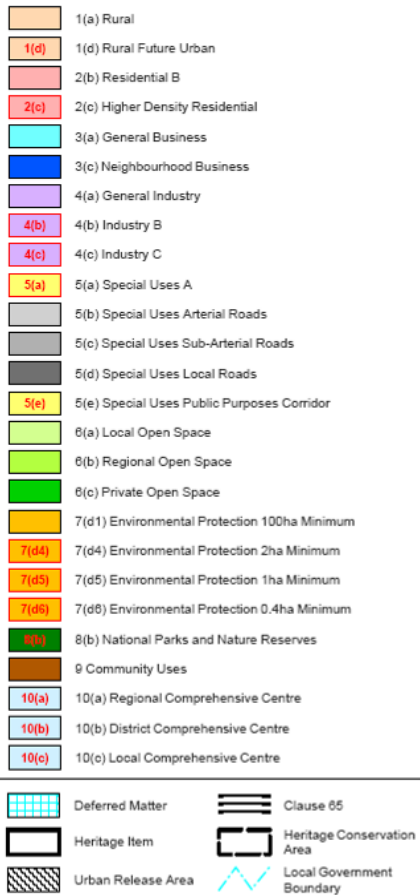 1(a) Rural
1(d) 1(d) Rural Future Urban
2(b) Residential B
2(c) 2(c) Higher Density Residential
3(a) General Business
3(c) Neighbourhood Business
4(a) General Industry
4(b) 4(b) Industry B
4(c) 4(c) Industry C
5(a) 5(a) Special Uses A
5(b) Special Uses Arterial Roads
5(c) Special Uses Sub-Arterial Roads
5(d) Special Uses Local Roads
5(e) 5(e) Special Uses Public Purposes Corridor
6(a) Local Open Space
6(b) Regional Open Space
6(c) Private Open Space
7(d1) Environmental Protection 100ha Minimum
7(d4) 7(d4) Environmental Protection 2ha Minimum
7(d5) 7(d5) Environmental Protection 1ha Minimum
7(d6) 7(d6) Environmental Protection 0.4ha Minimum
8(b) 8(b) National Parks and Nature Reserves
9 Community Uses
10(a) 10(a) Regional Comprehensive Centre
10(b) 10(b) District Comprehensive Centre
10(c) 10(c) Local Comprehensive Centre
Deferred Matter
Clause 65
Heritage Item
Heritage Conservation
Area
Urban Release Area
Local Government
Boundary